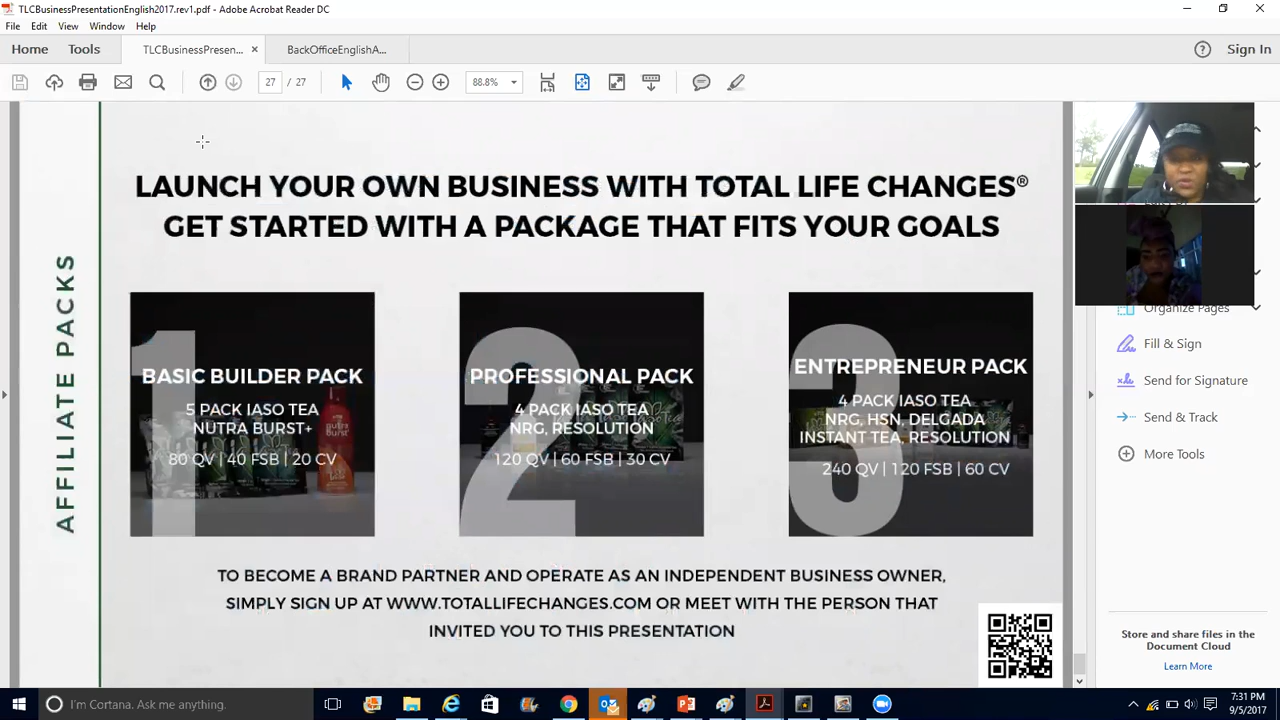 TLCBusinessPresentationEnglish2017.rev1.pdf - Adobe Acrobat Reader DC
File Edit View Window Help
Home Tools TLCBusinessPresen... × BackOfficeEnglishA... Sign In
27 / 27 88.8%
LAUNCH YOUR OWN BUSINESS WITH TOTAL LIFE CHANGES®
GET STARTED WITH A PACKAGE THAT FITS YOUR GOALS
AFFILIATE PACKS
1
BASIC BUILDER PACK
5 PACK IASO TEA
NUTRA BURST+
80 QV | 40 FSB | 20 CV
nutra
burst
2
PROFESSIONAL PACK
4 PACK IASO TEA
NRG, RESOLUTION
120 QV | 60 FSB | 30 CV
3
ENTREPRENEUR PACK
4 PACK IASO TEA
NRG, HSN, DELGADA
INSTANT TEA, RESOLUTION
240 QV | 120 FSB | 60 CV
TO BECOME A BRAND PARTNER AND OPERATE AS AN INDEPENDENT BUSINESS OWNER,
SIMPLY SIGN UP AT WWW.TOTALLIFECHANGES.COM OR MEET WITH THE PERSON THAT
INVITED YOU TO THIS PRESENTATION
Organize Pages
Fill & Sign
Send for Signature
Send & Track
More Tools
Store and share files in the
Document Cloud
Learn More
I'm Cortana. Ask me anything.
7:31 PM
9/5/2017